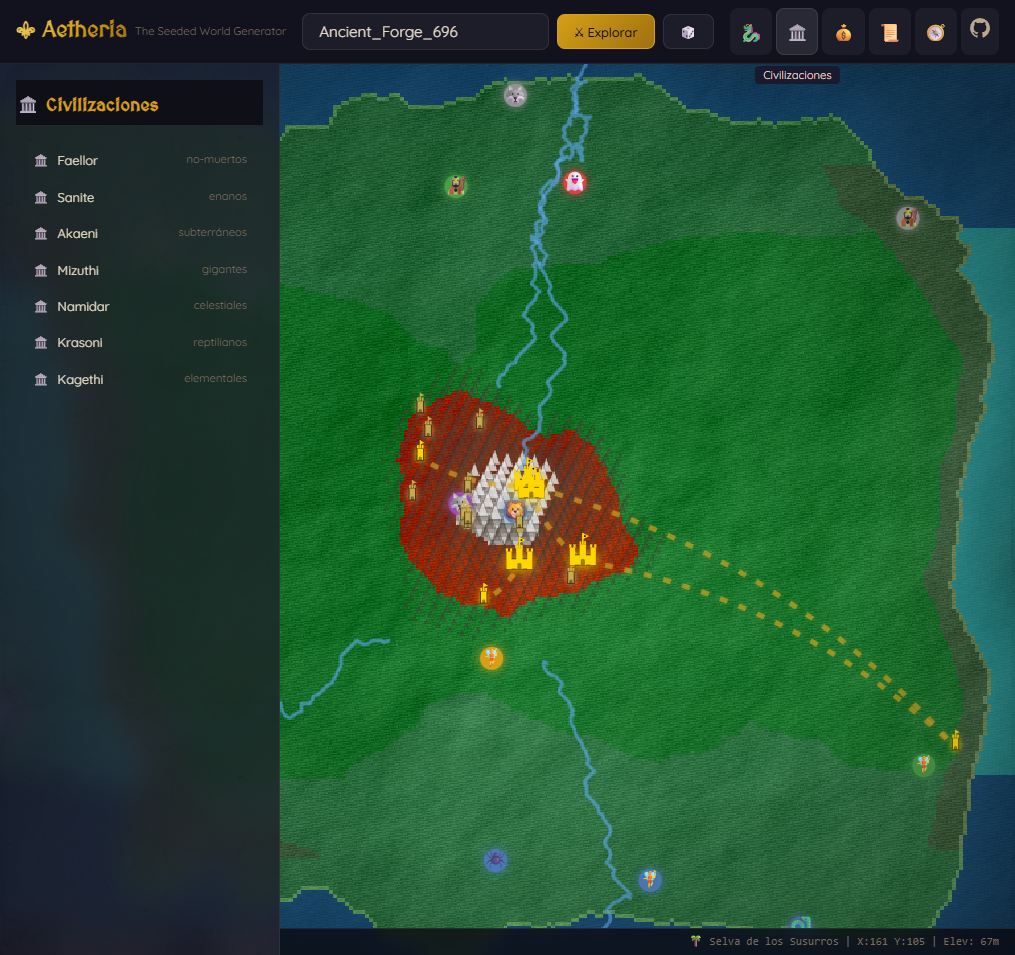 Aetheria The Seeded World Generator
Ancient_Forge_696
Explorar
Civilizaciones
Civilizaciones
Faellor no-muertos
Sanite enanos
Akaeni subterráneos
Mizuthi gigantes
Namidar celestiales
Krasoni reptilianos
Kagethi elementales
Selva de los Susurros | X:161 Y:105 | Elev: 67m